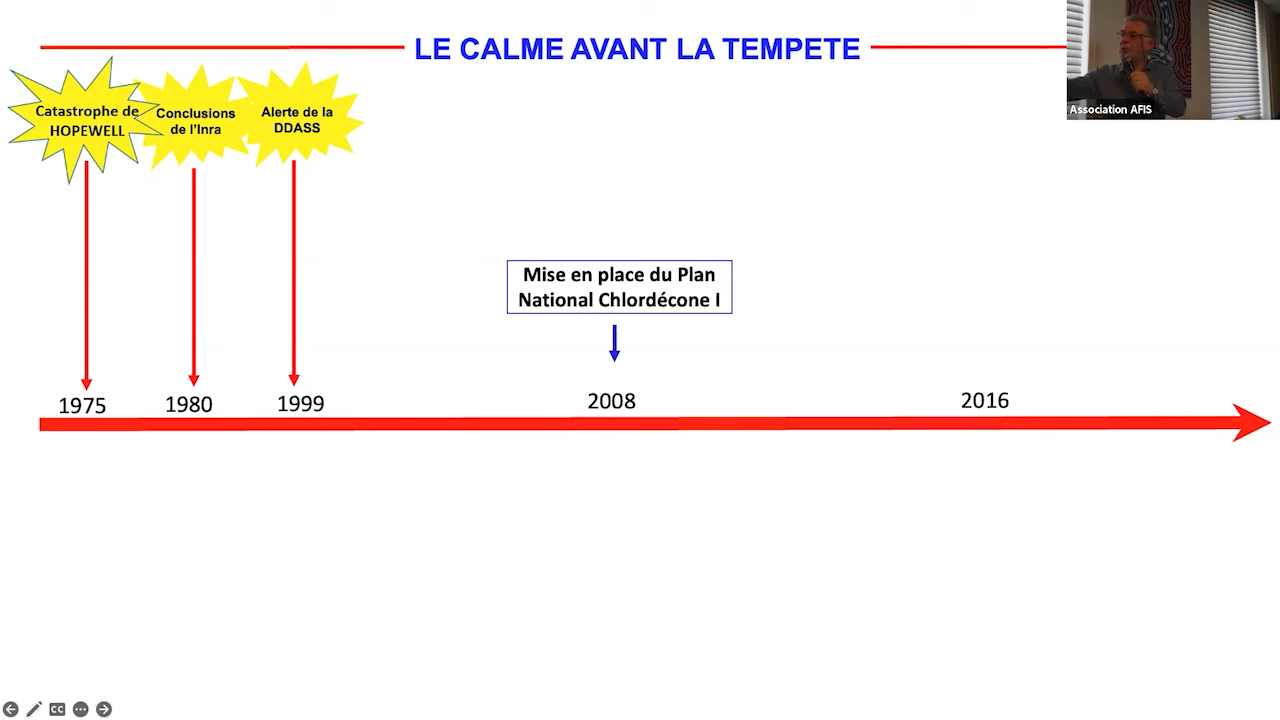 LE CALME AVANT LA TEMPETE
Association AFIS
Catastrophe de
HOPEWELL
Conclusions
de l'Inra
Alerte de la
DDASS
Mise en place du Plan
National Chlordécone I
1975
1980
1999
2008
2016
CC